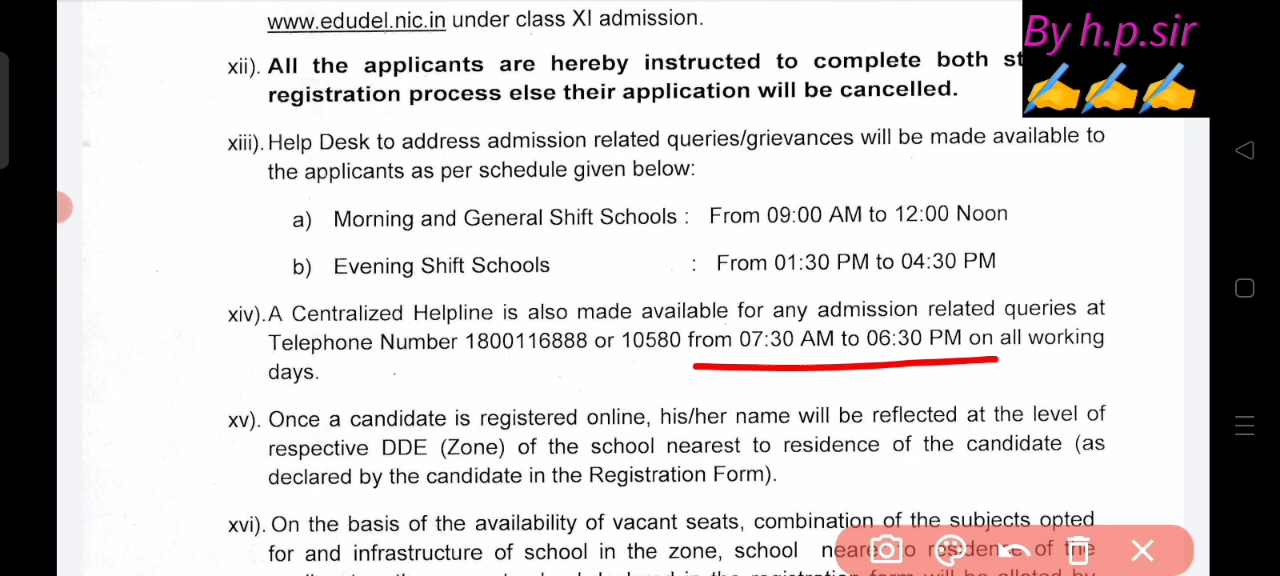 www.edudel.nic.in under class XI admission.
By h.p.sir
xii). All the applicants are hereby instructed to complete both
registration process else their application will be cancelled.
xiii). Help Desk to address admission related queries/grievances will be made available to
the applicants as per schedule given below:
a) Morning and General Shift Schools : From 09:00 AM to 12:00 Noon
b) Evening Shift Schools : From 01:30 PM to 04:30 PM
xiv). A Centralized Helpline is also made available for any admission related queries at
Telephone Number 1800116888 or 10580 from 07:30 AM to 06:30 PM on all working
days.
xv). Once a candidate is registered online, his/her name will be reflected at the level of
respective DDE (Zone) of the school nearest to residence of the candidate (as
declared by the candidate in the Registration Form).
xvi). On the basis of the availability of vacant seats, combination of the subjects opted
for and infrastructure of school in the zone, school of the